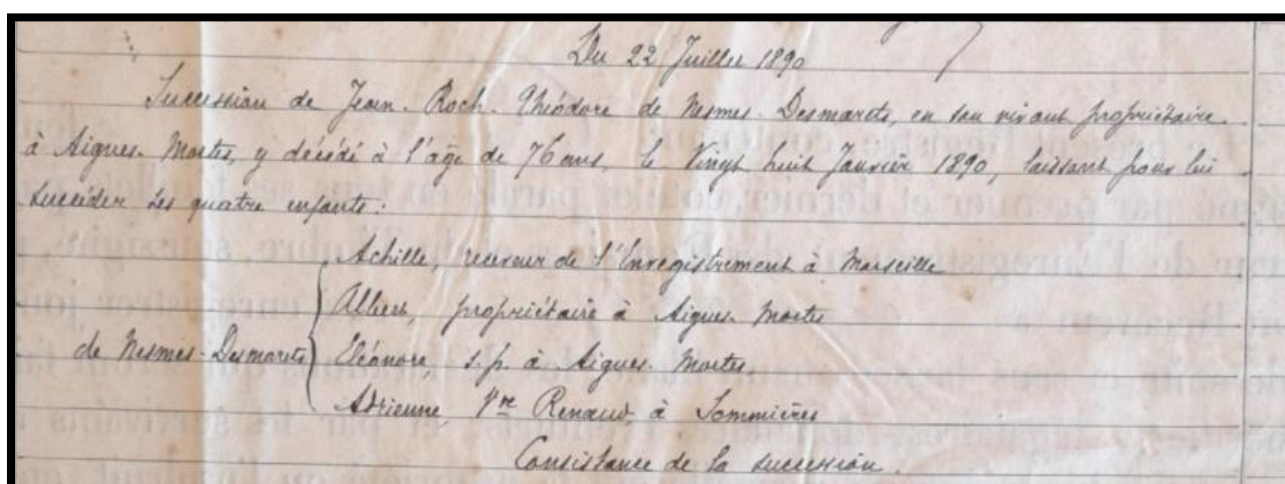 Du 22 Juillet 1890
Succession de Jean-Roch-Théodore de Nesmes-Desmarets, en son vivant propriétaire
à Aigues-Mortes, y décédé à l'âge de 76 ans, le vingt huit Janvier 1890, laissant pour lui
succéder ses quatre enfants:
Achille, receveur de l'Enregistrement à Marseille
Albert, propriétaire à Aigues-Mortes
de Nesmes-Desmarets Eléonore, s.p. à Aigues-Mortes,
Adrienne, Vve Renaud, à Sommières
Consistance de la succession.